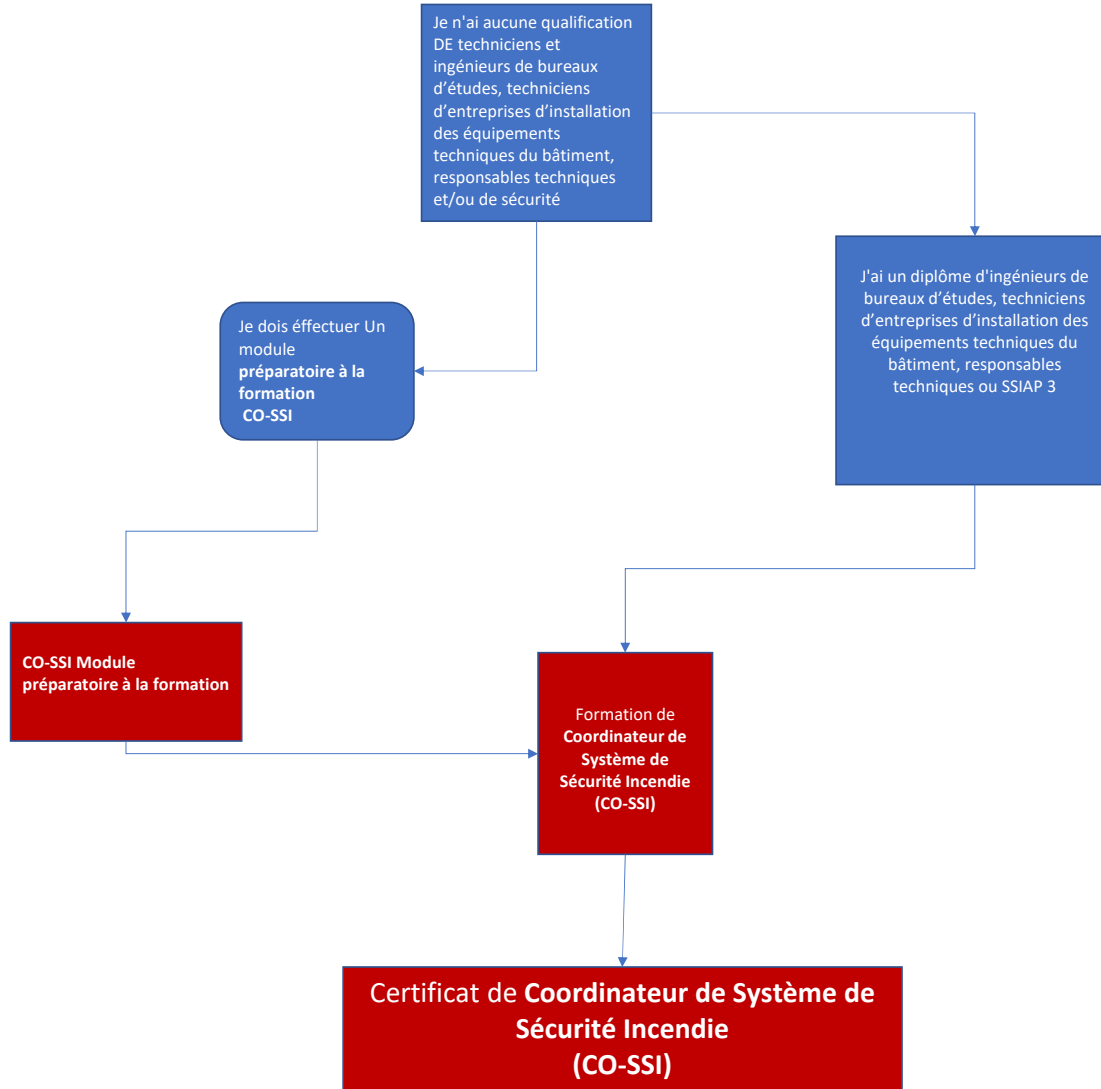 Je n'ai aucune qualification
DE techniciens et
ingénieurs de bureaux
d’études, techniciens
d’entreprises d’installation
des équipements
techniques du bâtiment,
responsables techniques
et/ou de sécurité
J'ai un diplôme d'ingénieurs de
bureaux d’études, techniciens
d’entreprises d’installation des
équipements techniques du
bâtiment, responsables
techniques ou SSIAP 3
Je dois éffectuer Un
module
préparatoire à la
formation
CO-SSI
CO-SSI Module
préparatoire à la formation
Formation de
Coordinateur de
Système de
Sécurité Incendie
(CO-SSI)
Certificat de Coordinateur de Système de
Sécurité Incendie
(CO-SSI)